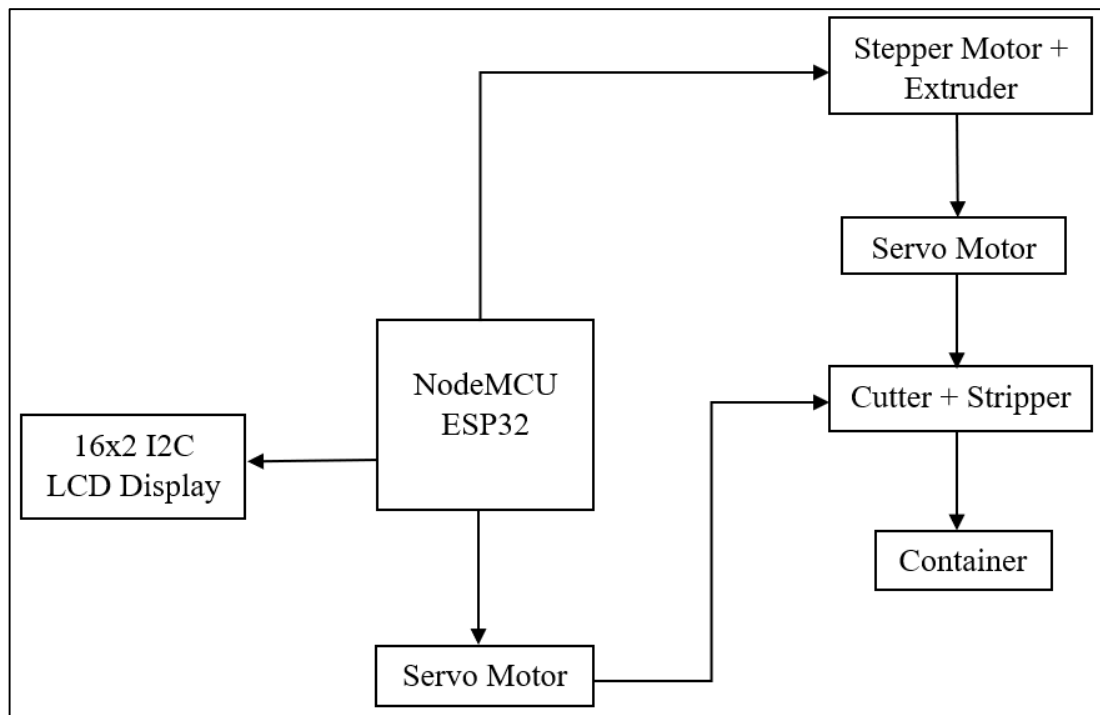 Stepper Motor +
Extruder
Servo Motor
NodeMCU
ESP32
Cutter + Stripper
16x2 I2C
LCD Display
Container
Servo Motor